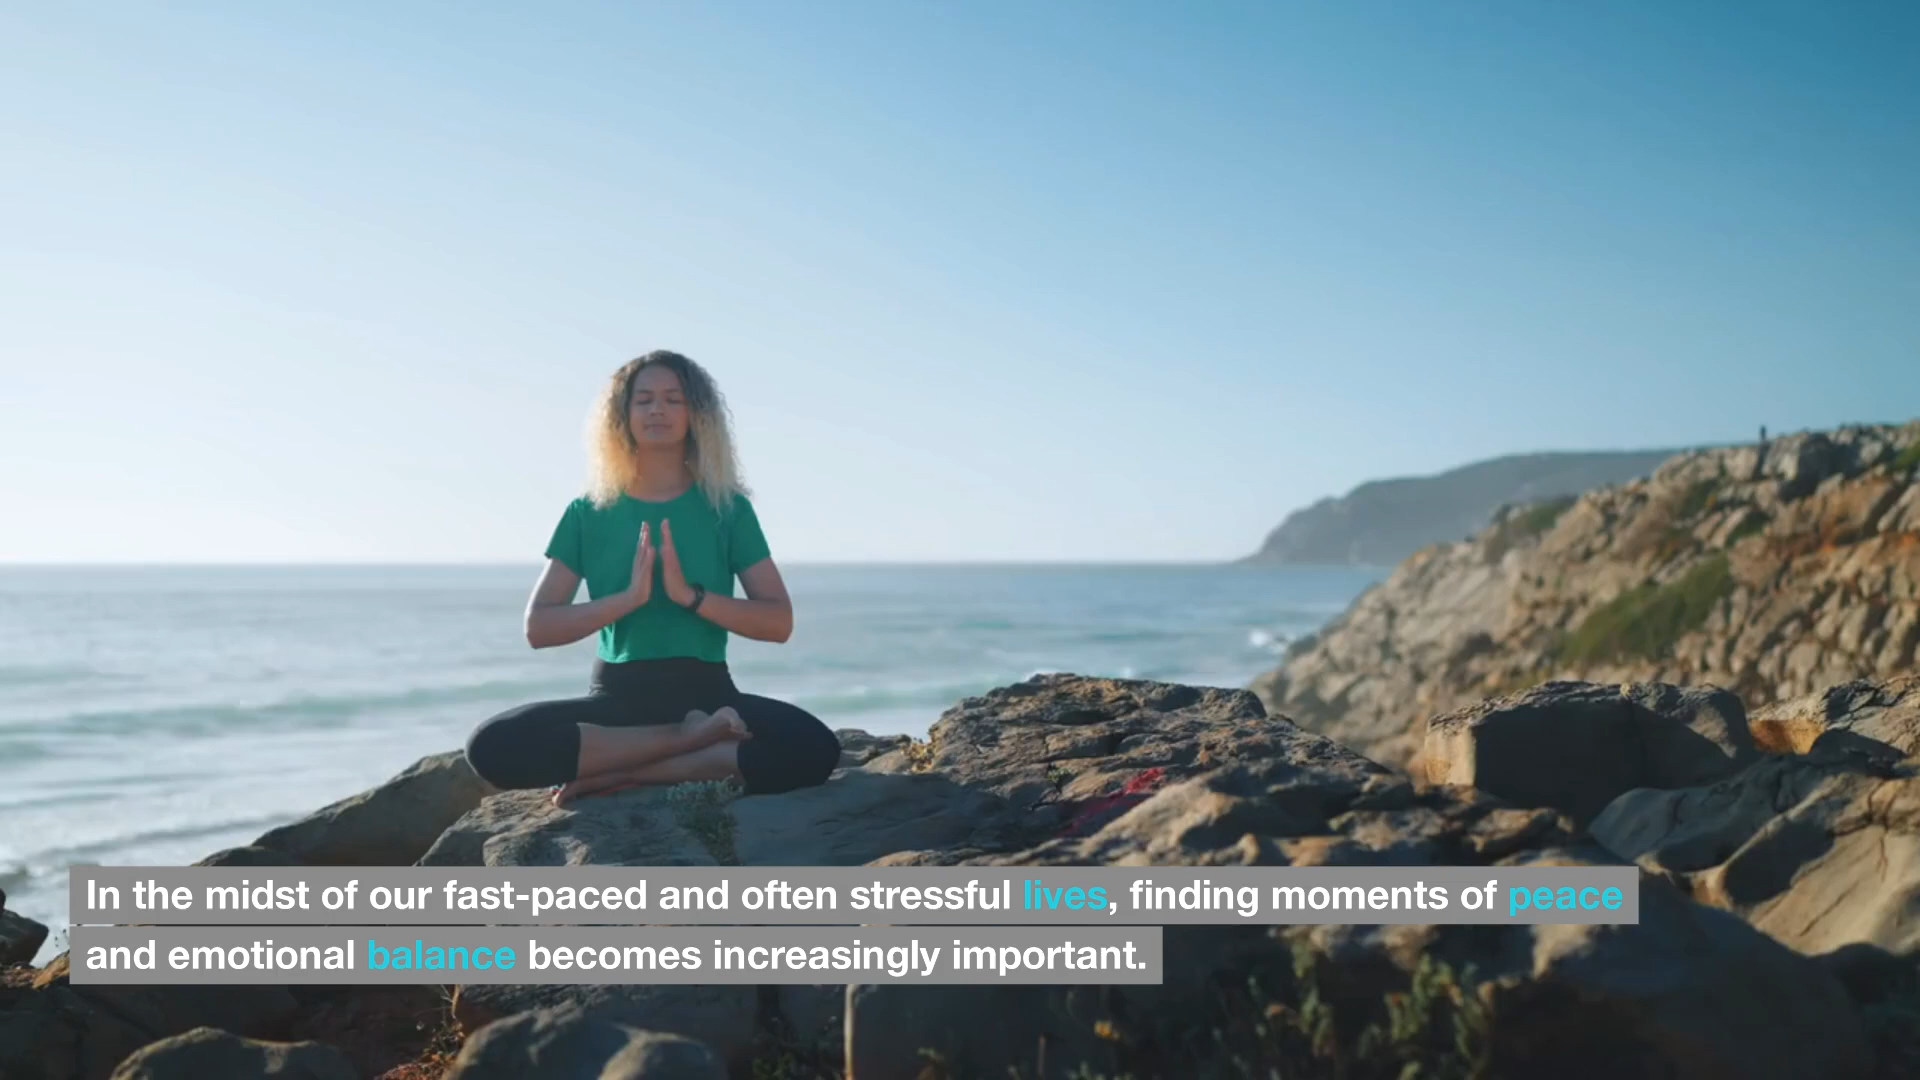 In the midst of our fast-paced and often stressful lives, finding moments of peace
and emotional balance becomes increasingly important.